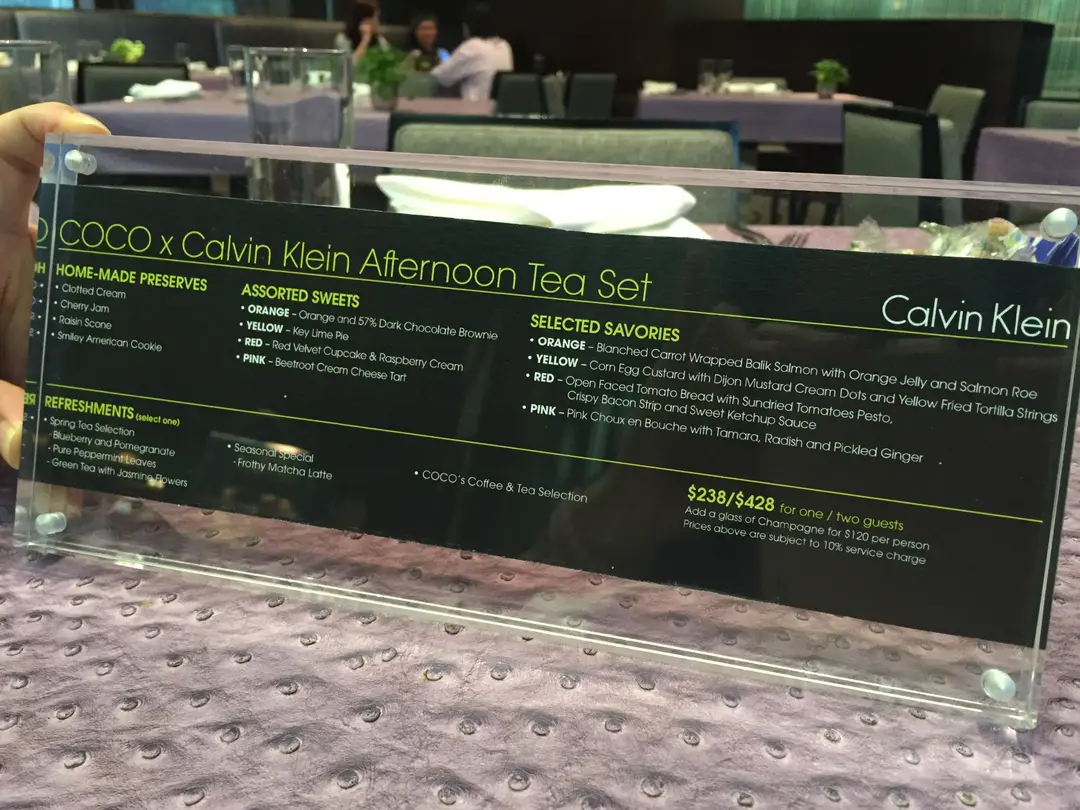 COCO x Calvin Klein Afternoon Tea Set
Calvin Klein
HOME-MADE PRESERVES
• Clotted Cream
• Cherry Jam
• Raisin Scone
• Smiley American Cookie
ASSORTED SWEETS
• ORANGE – Orange and 57% Dark Chocolate Brownie
• YELLOW – Key Lime Pie
• RED – Red Velvet Cupcake & Raspberry Cream
• PINK – Beetroot Cream Cheese Tart
SELECTED SAVORIES
• ORANGE – Blanched Carrot Wrapped Balik Salmon with Orange Jelly and Salmon Roe
• YELLOW – Corn Egg Custard with Dijon Mustard Cream Dots and Yellow Fried Tortilla Strings
• RED – Open Faced Tomato Bread with Sundried Tomatoes Pesto,
Crispy Bacon Strip and Sweet Ketchup Sauce
• PINK – Pink Choux en Bouche with Tamara, Radish and Pickled Ginger
REFRESHMENTS (select one)
• Spring Tea Selection
- Blueberry and Pomegranate
- Pure Peppermint Leaves
- Green Tea with Jasmine Flowers
• Seasonal Special
- Frothy Matcha Latte
• COCO's Coffee & Tea Selection
$238/$428 for one / two guests
Add a glass of Champagne for $120 per person
Prices above are subject to 10% service charge